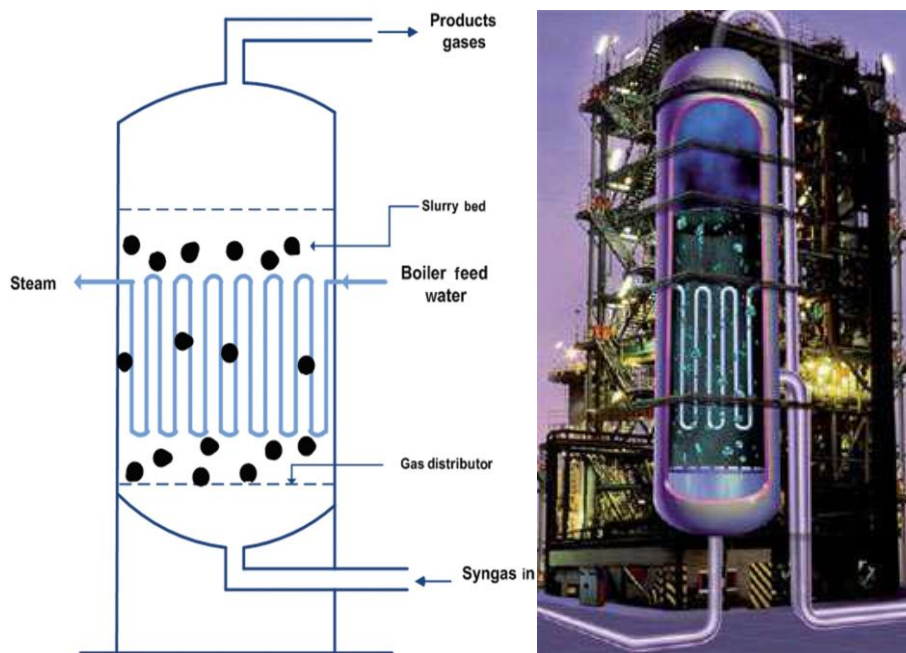 Products
gases
Slurry bed
Steam
Boiler feed
water
Gas distributor
Syngas in